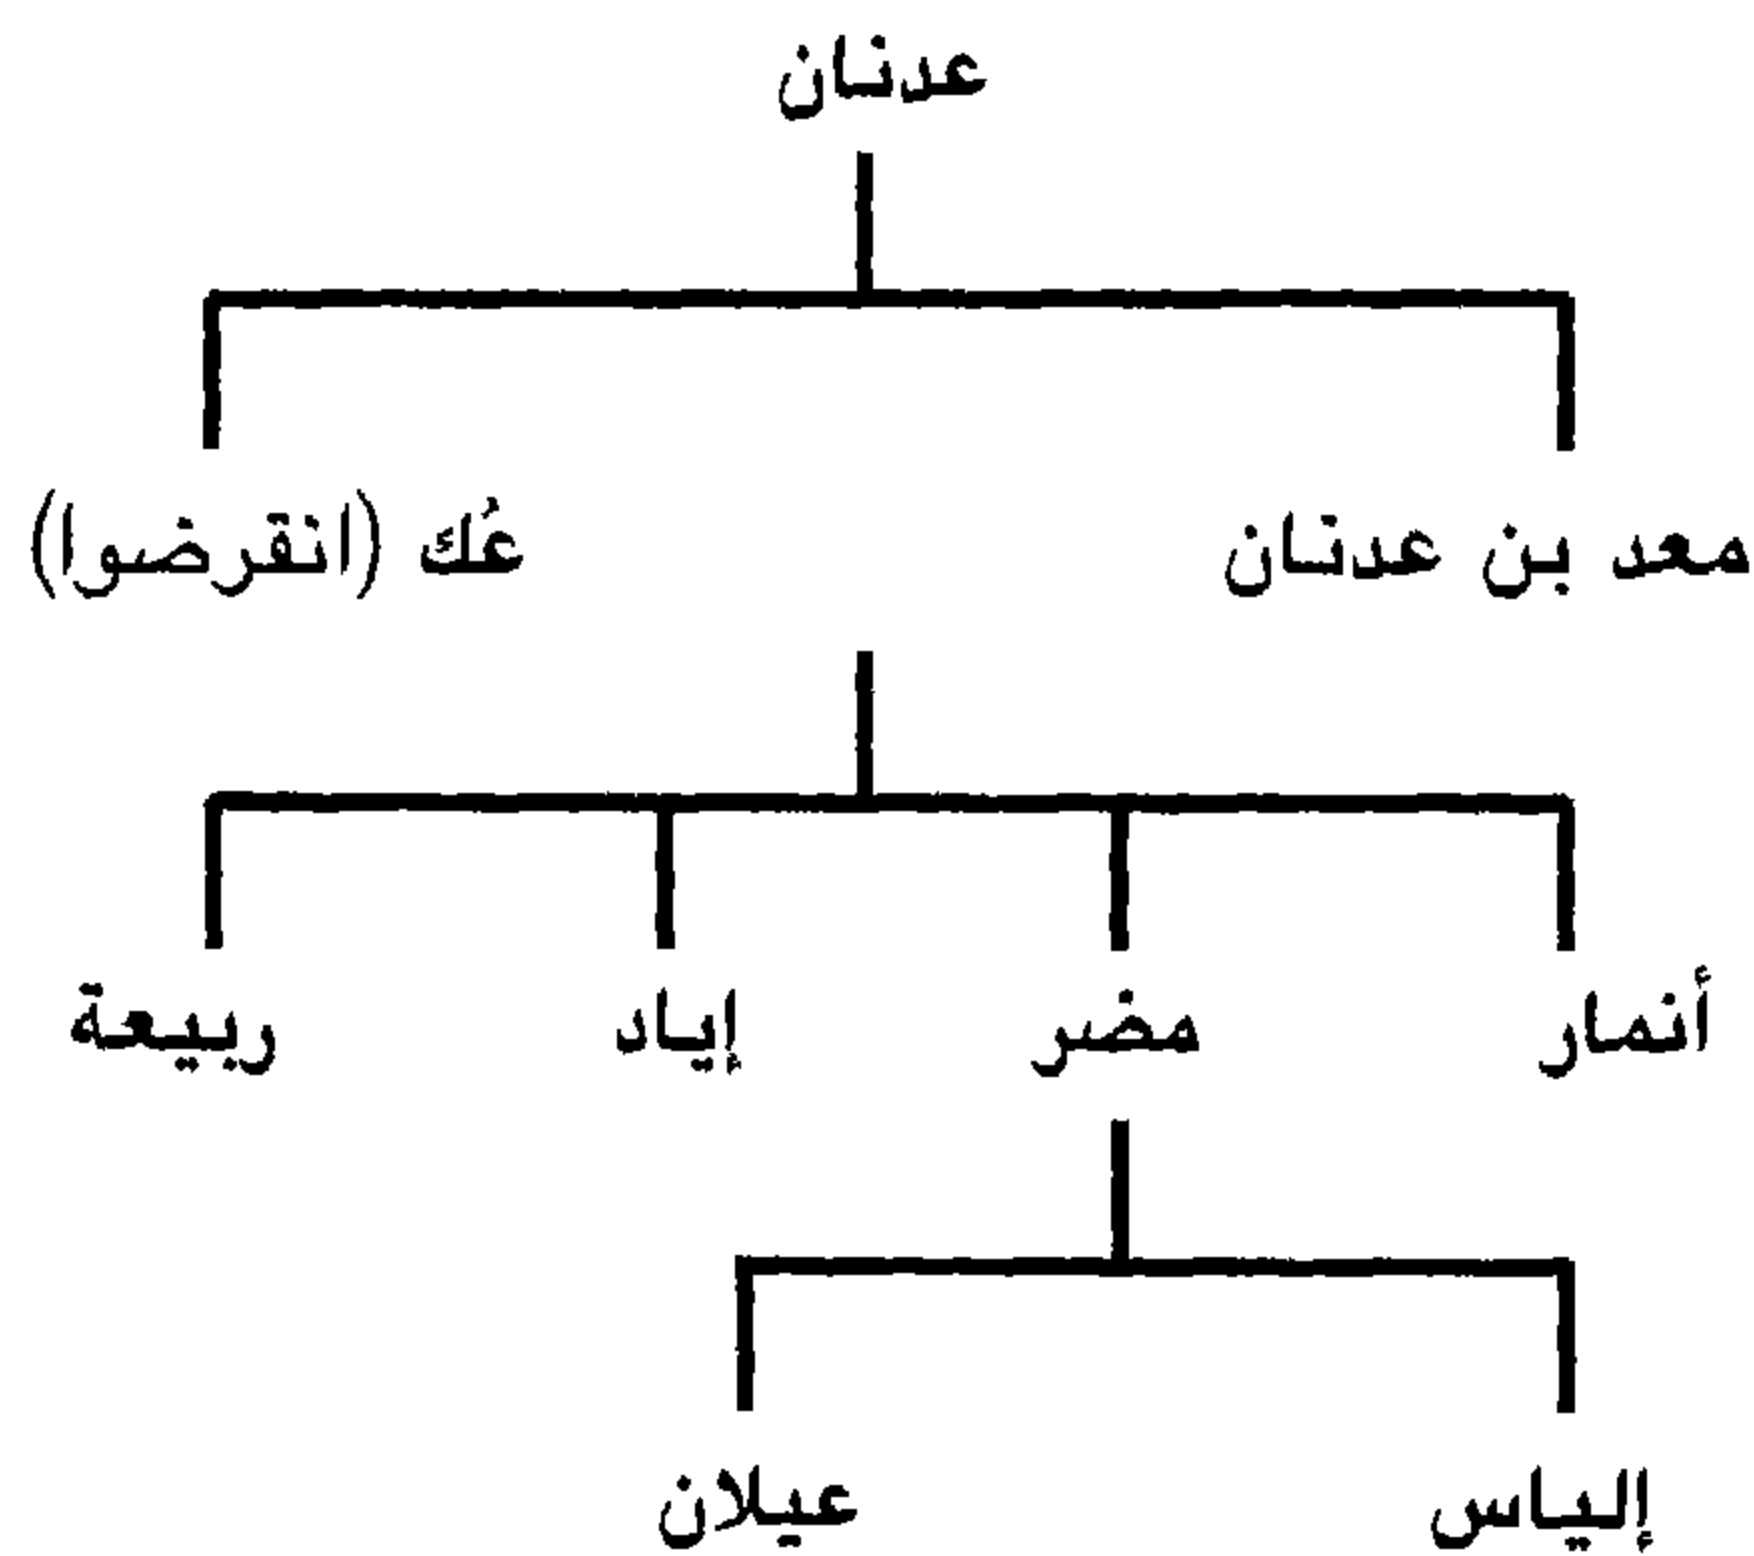 عدنان
معد بن عدنان عُك (انقرضوا)
أنمار مضر إياد ربيعة
إلياس عيلان